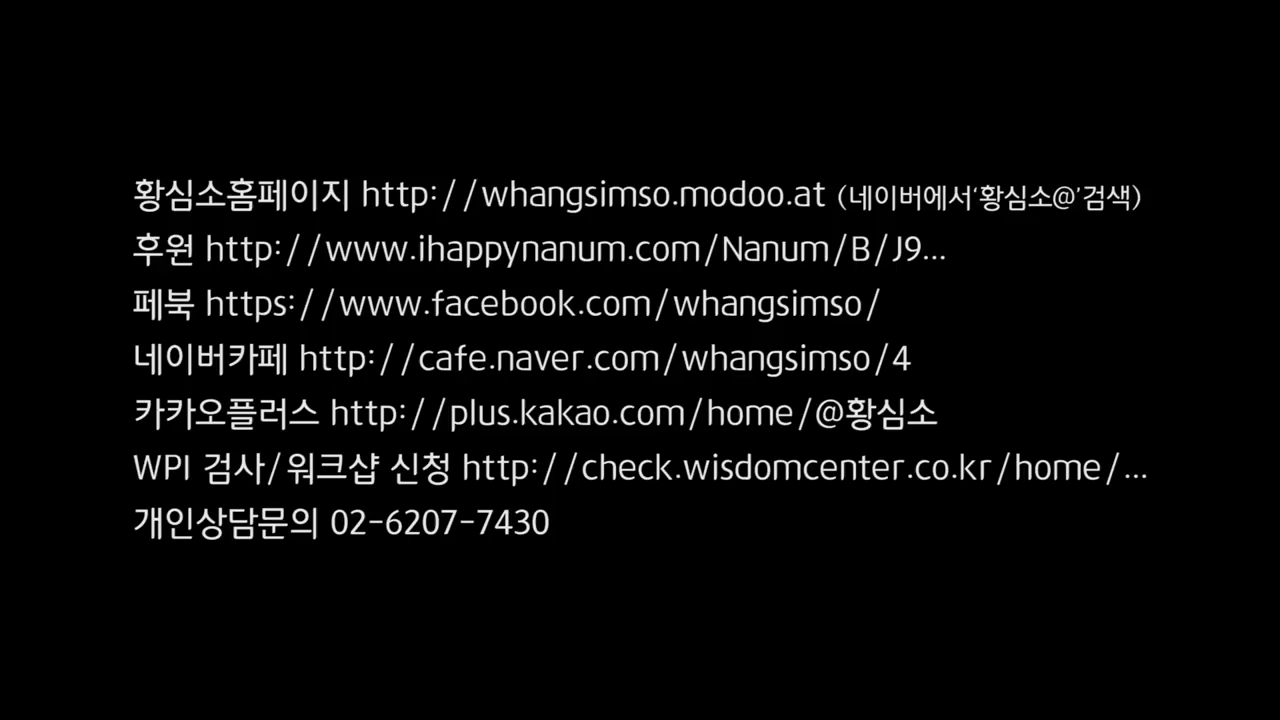 황심소홈페이지 http://whangsimso.modoo.at (네이버에서'황심소@'검색)
후원 http://www.ihappynanum.com/Nanum/B/J9...
페북 https://www.facebook.com/whangsimso/
네이버카페 http://cafe.naver.com/whangsimso/4
카카오플러스 http://plus.kakao.com/home/@황심소
WPI 검사/워크샵 신청 http://check.wisdomcenter.co.kr/home/...
개인상담문의 02-6207-7430